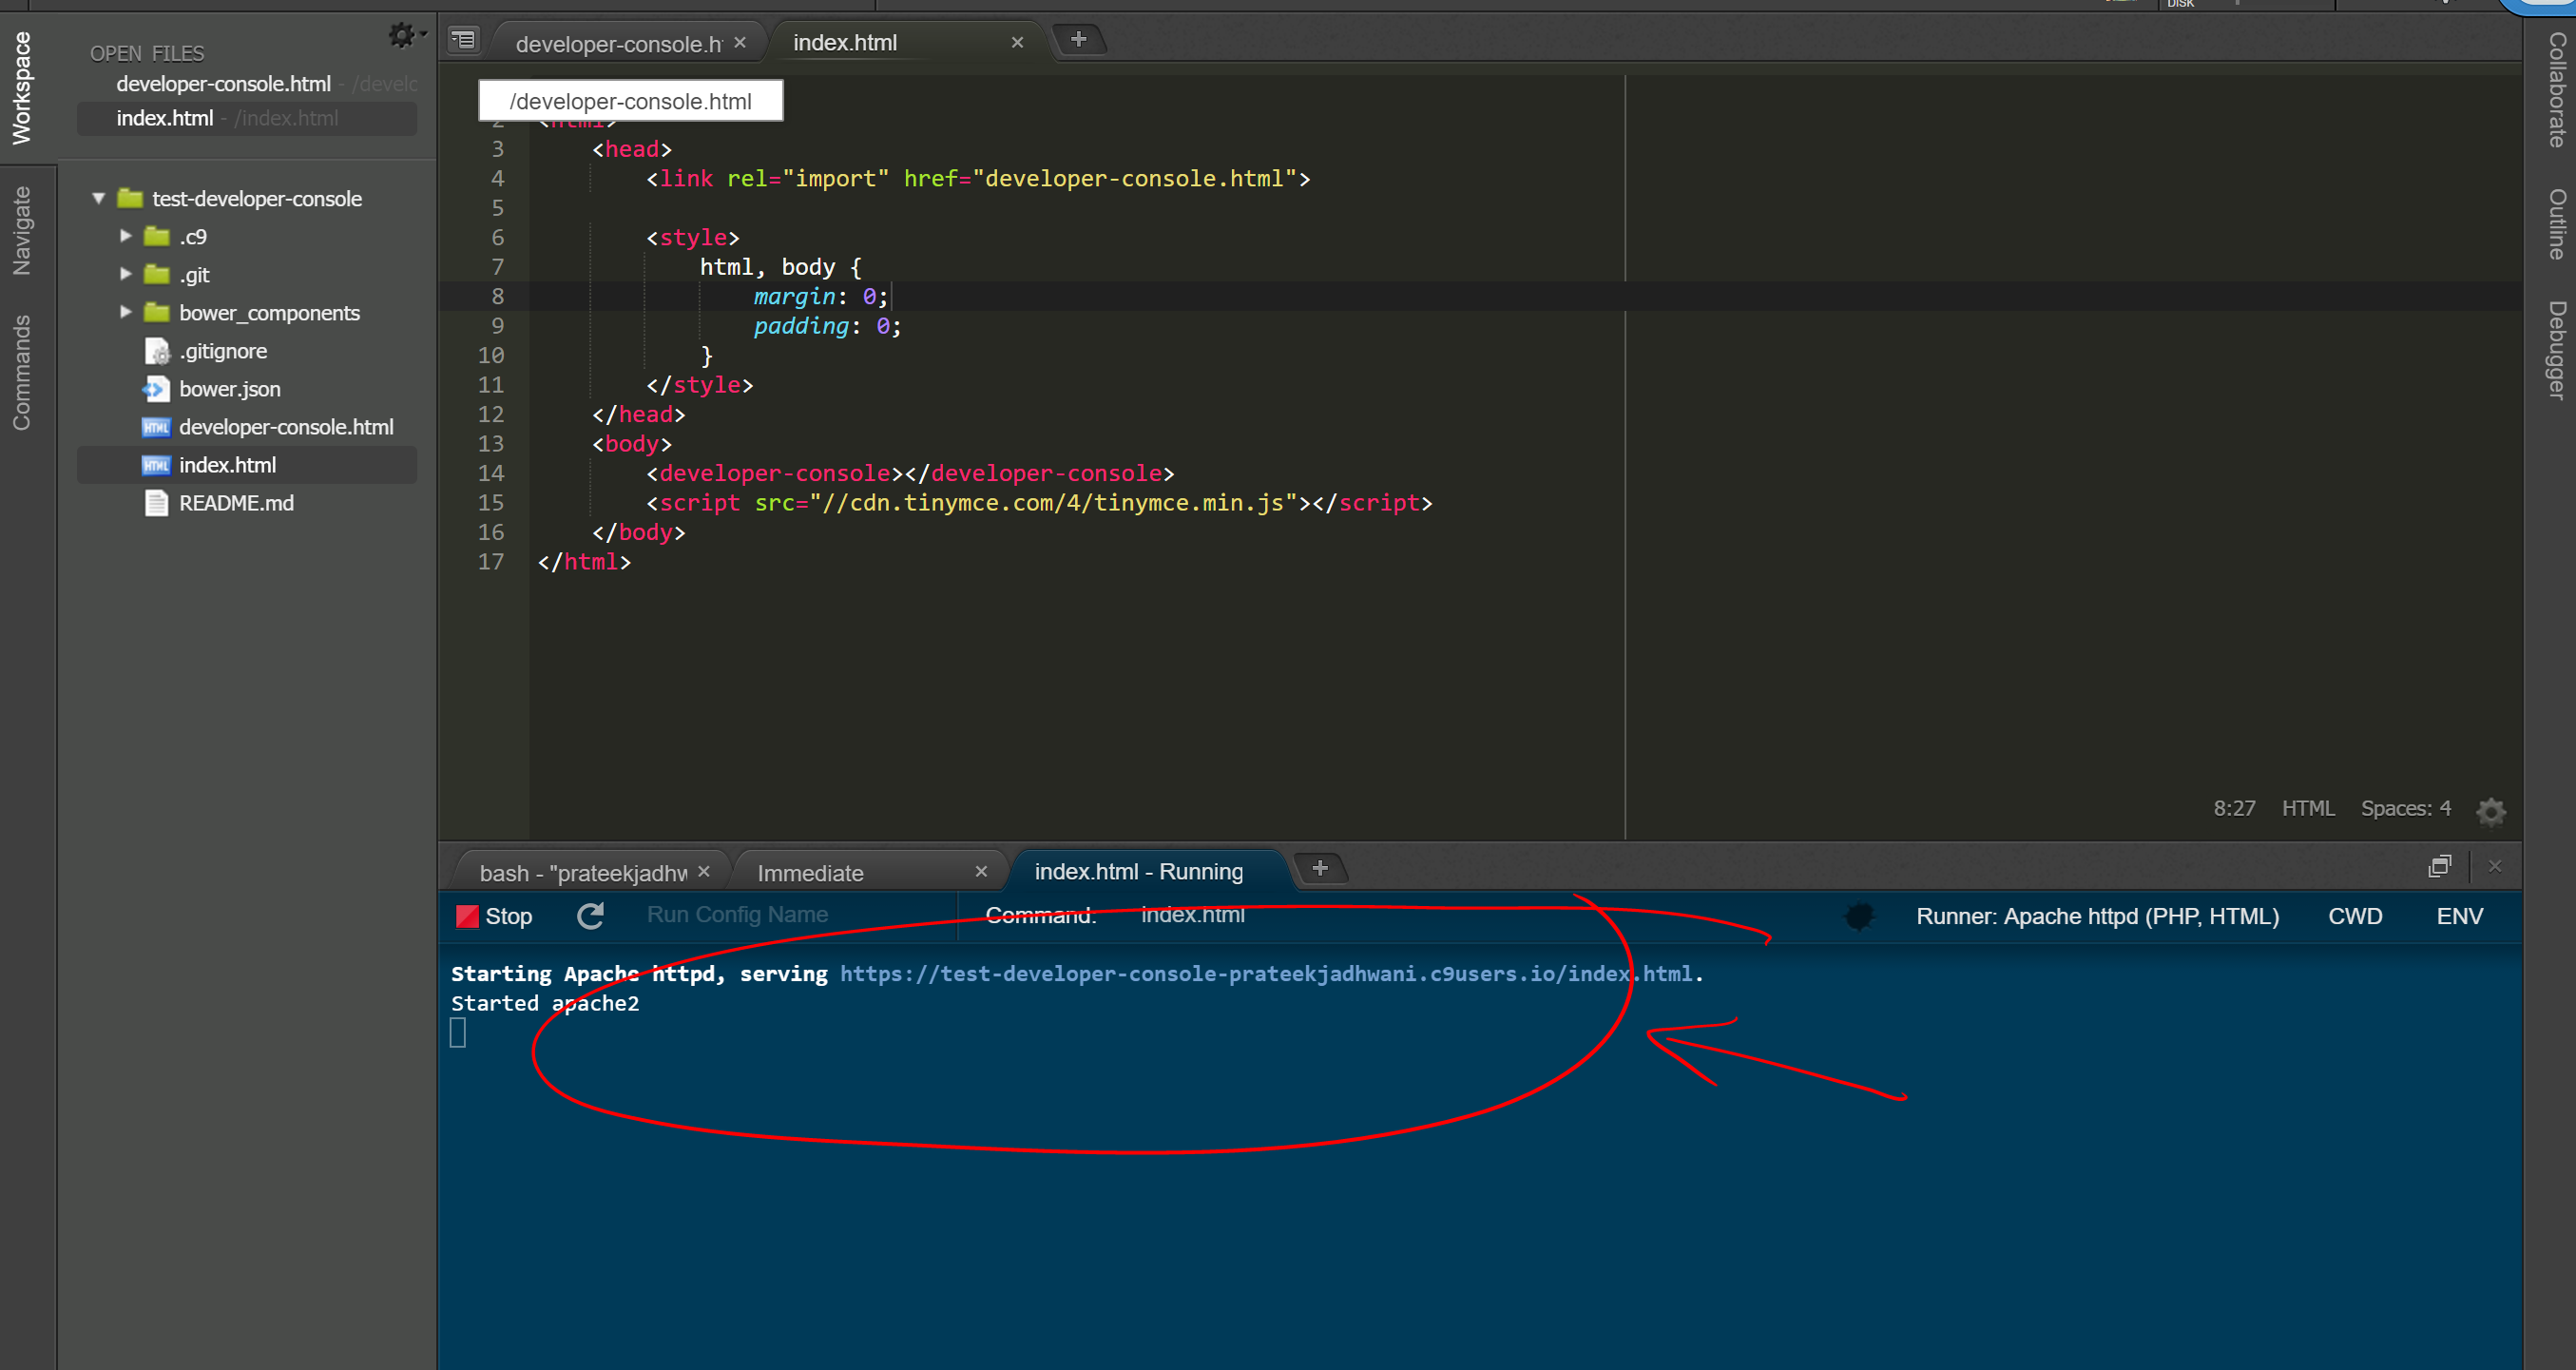 DISK
Workspace
Navigate
Commands
OPEN FILES
developer-console.html - /develc
index.html - /index.html
test-developer-console
.c9
.git
bower_components
.gitignore
bower.json
developer-console.html
index.html
README.md
developer-console.h
index.html
/developer-console.html
2 <html>
3 <head>
4 <link rel="import" href="developer-console.html">
5
6 <style>
7 html, body {
8 margin: 0;
9 padding: 0;
10 }
11 </style>
12 </head>
13 <body>
14 <developer-console></developer-console>
15 <script src="//cdn.tinymce.com/4/tinymce.min.js"></script>
16 </body>
17 </html>
8:27 HTML Spaces: 4
bash - "prateekjadhw
Immediate
index.html - Running
Stop Run Config Name Command: index.html Runner: Apache httpd (PHP, HTML) CWD ENV
Starting Apache httpd, serving https://test-developer-console-prateekjadhwani.c9users.io/index.html.
Started apache2
Collaborate
Outline
Debugger